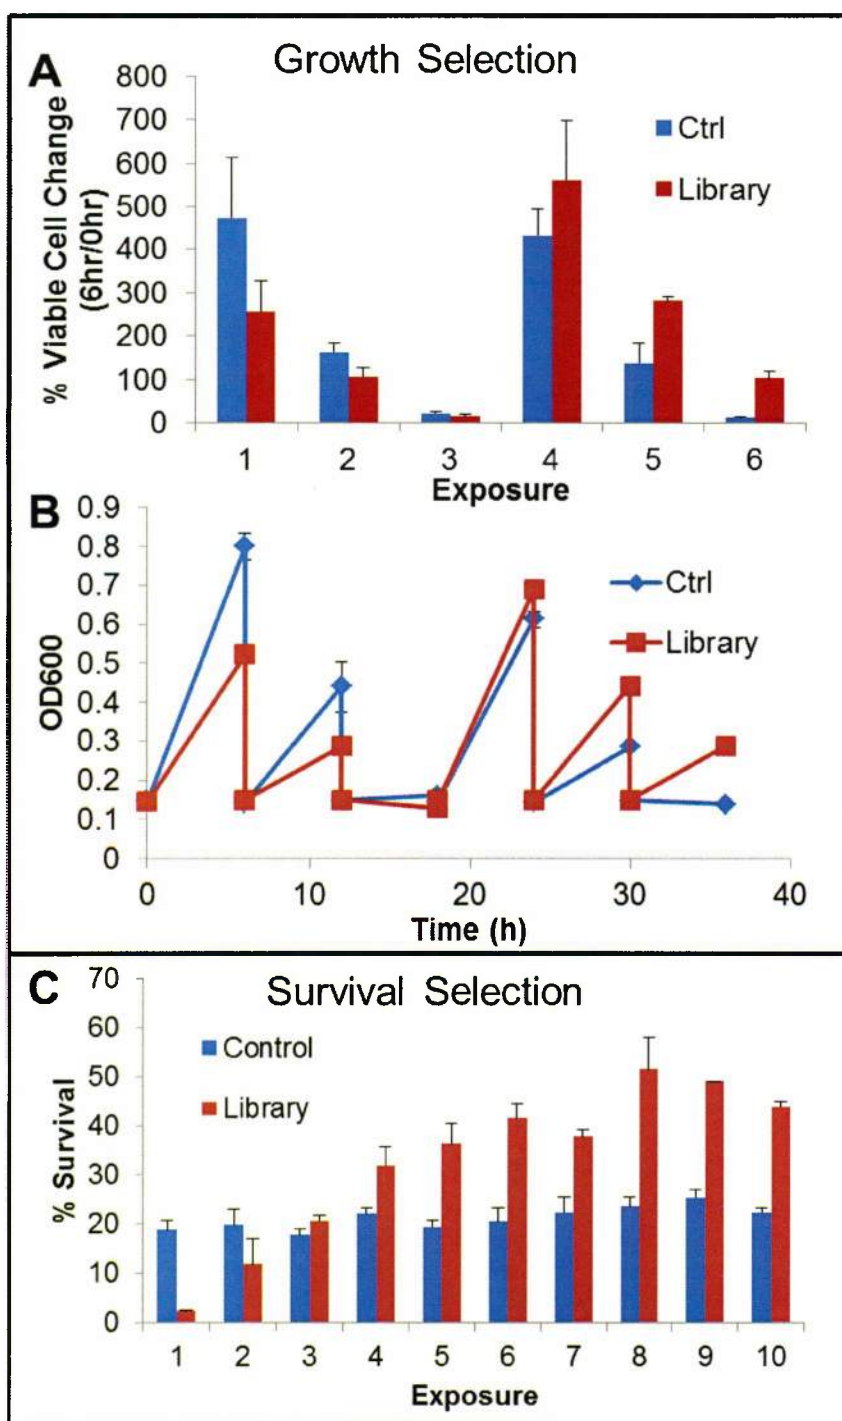 A
Growth Selection
% Viable Cell Change
(6hr/0hr)
800
700
600
500
400
300
200
100
0
Ctrl
Library
1 2 3 4 5 6
Exposure
B
OD600
0.9
0.8
0.7
0.6
0.5
0.4
0.3
0.2
0.1
0
Ctrl
Library
0 10 20 30 40
Time (h)
C
Survival Selection
% Survival
70
60
50
40
30
20
10
0
Control
Library
1 2 3 4 5 6 7 8 9 10
Exposure